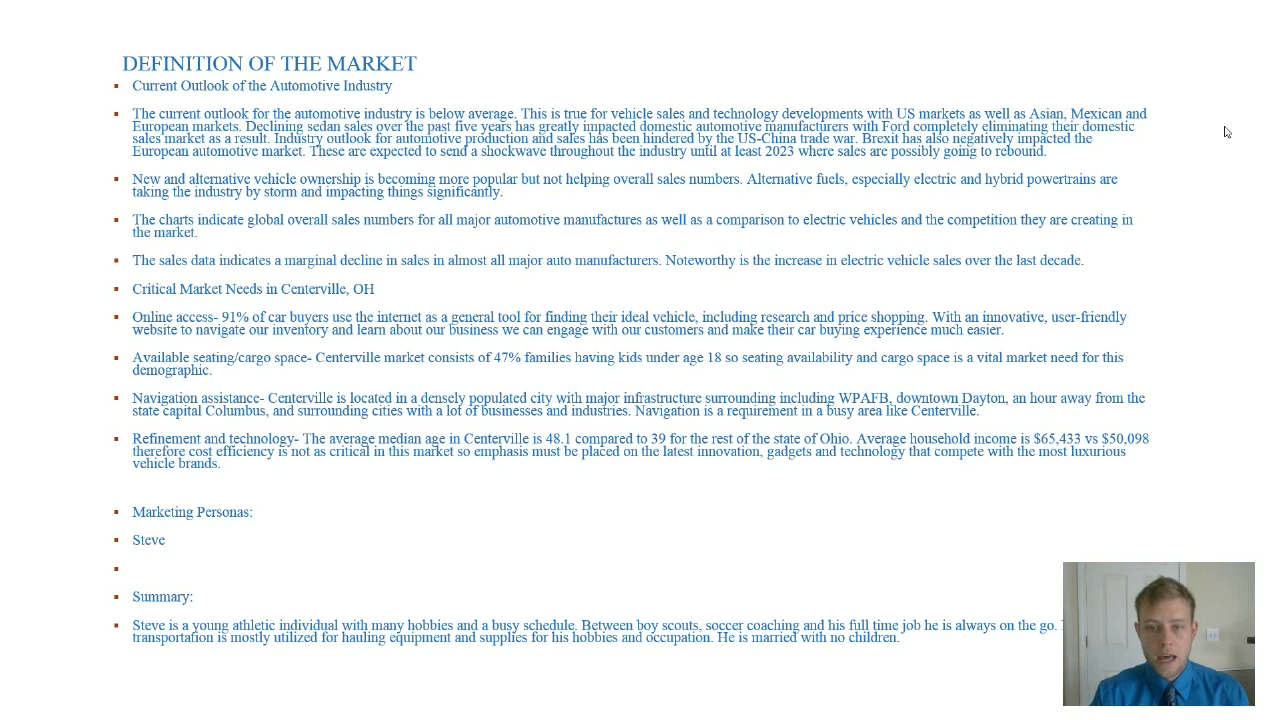 DEFINITION OF THE MARKET
Current Outlook of the Automotive Industry
The current outlook for the automotive industry is below average. This is true for vehicle sales and technology developments with US markets as well as Asian, Mexican and
European markets. Declining sedan sales over the past five years has greatly impacted domestic automotive manufacturers with Ford completely eliminating their domestic
sales market as a result. Industry outlook for automotive production and sales has been hindered by the US-China trade war. Brexit has also negatively impacted the
European automotive market. These are expected to send a shockwave throughout the industry until at least 2023 where sales are possibly going to rebound.
New and alternative vehicle ownership is becoming more popular but not helping overall sales numbers. Alternative fuels, especially electric and hybrid powertrains are
taking the industry by storm and impacting things significantly.
The charts indicate global overall sales numbers for all major automotive manufactures as well as a comparison to electric vehicles and the competition they are creating in
the market.
The sales data indicates a marginal decline in sales in almost all major auto manufacturers. Noteworthy is the increase in electric vehicle sales over the last decade.
Critical Market Needs in Centerville, OH
Online access- 91% of car buyers use the internet as a general tool for finding their ideal vehicle, including research and price shopping. With an innovative, user-friendly
website to navigate our inventory and learn about our business we can engage with our customers and make their car buying experience much easier.
Available seating/cargo space- Centerville market consists of 47% families having kids under age 18 so seating availability and cargo space is a vital market need for this
demographic.
Navigation assistance- Centerville is located in a densely populated city with major infrastructure surrounding including WPAFB, downtown Dayton, an hour away from the
state capital Columbus, and surrounding cities with a lot of businesses and industries. Navigation is a requirement in a busy area like Centerville.
Refinement and technology- The average median age in Centerville is 48.1 compared to 39 for the rest of the state of Ohio. Average household income is $65,433 vs $50,098
therefore cost efficiency is not as critical in this market so emphasis must be placed on the latest innovation, gadgets and technology that compete with the most luxurious
vehicle brands.
Marketing Personas:
Steve
Summary:
Steve is a young athletic individual with many hobbies and a busy schedule. Between boy scouts, soccer coaching and his full time job he is always on the go.
transportation is mostly utilized for hauling equipment and supplies for his hobbies and occupation. He is married with no children.